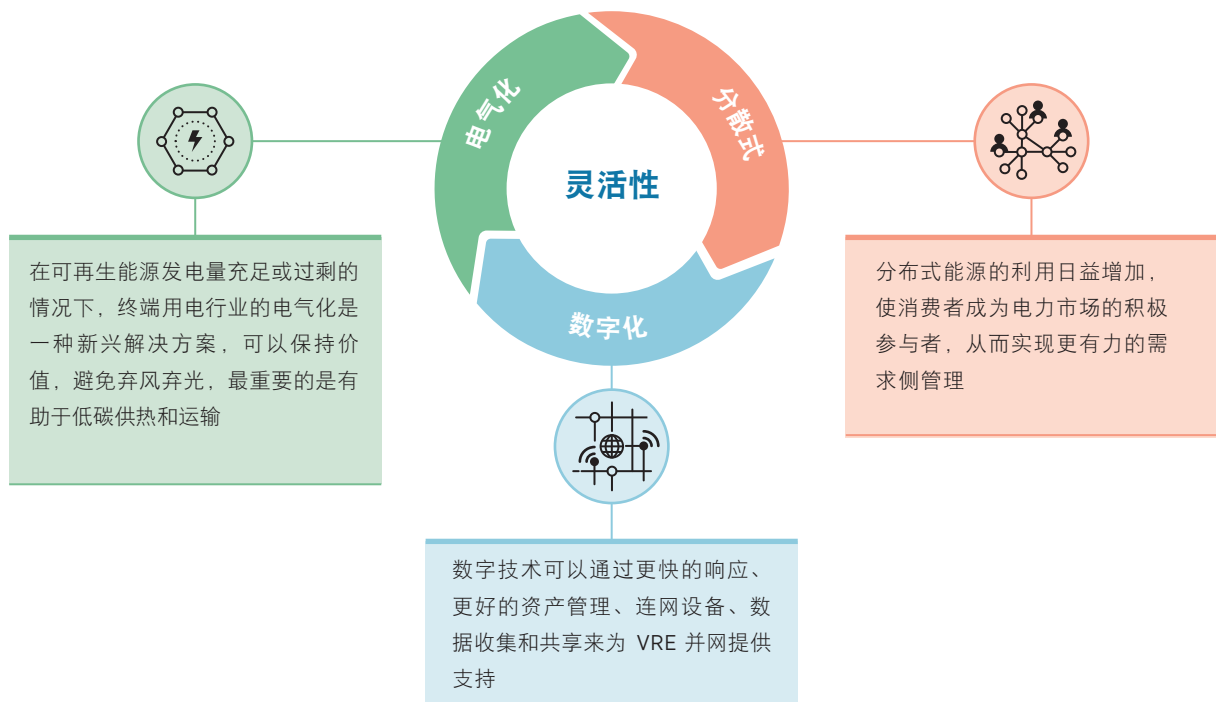 电气化
分散式
灵活性
数字化
在可再生能源发电量充足或过剩的
情况下，终端用电行业的电气化是
一种新兴解决方案，可以保持价
值，避免弃风弃光，最重要的是有
助于低碳供热和运输
分布式能源的利用日益增加，
使消费者成为电力市场的积极
参与者，从而实现更有力的需
求侧管理
数字技术可以通过更快的响应、
更好的资产管理、连网设备、数
据收集和共享来为 VRE 并网提供
支持